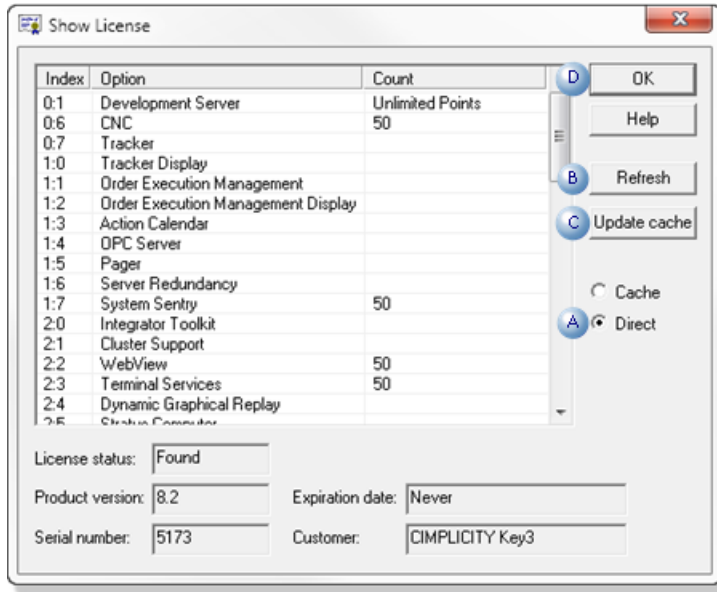 Show License
Index Option Count
0:1 Development Server Unlimited Points
0:6 CNC 50
0:7 Tracker
1:0 Tracker Display
1:1 Order Execution Management
1:2 Order Execution Management Display
1:3 Action Calendar
1:4 OPC Server
1:5 Pager
1:6 Server Redundancy
1:7 System Sentry 50
2:0 Integrator Toolkit
2:1 Cluster Support
2:2 WebView 50
2:3 Terminal Services 50
2:4 Dynamic Graphical Replay
2:5 Stratus Computer
D OK
Help
B Refresh
C Update cache
Cache
A Direct
License status: Found
Product version: 8.2 Expiration date: Never
Serial number: 5173 Customer: CIMPLICITY Key3